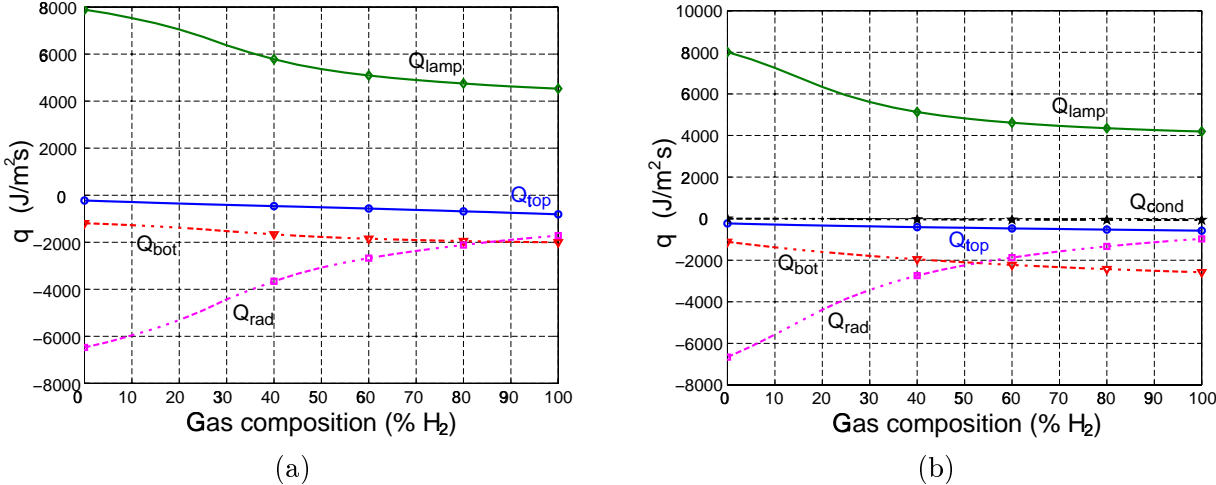 8000
6000
4000
2000
0
−2000
−4000
−6000
−8000
q (J/m²s)
Q_lamp
Q_top
Q_bot
Q_rad
0 10 20 30 40 50 60 70 80 90 100
Gas composition (% H₂)
(a)
10000
8000
6000
4000
2000
0
−2000
−4000
−6000
−8000
q (J/m²s)
Q_lamp
Q_cond
Q_top
Q_bot
Q_rad
0 10 20 30 40 50 60 70 80 90 100
Gas composition (% H₂)
(b)